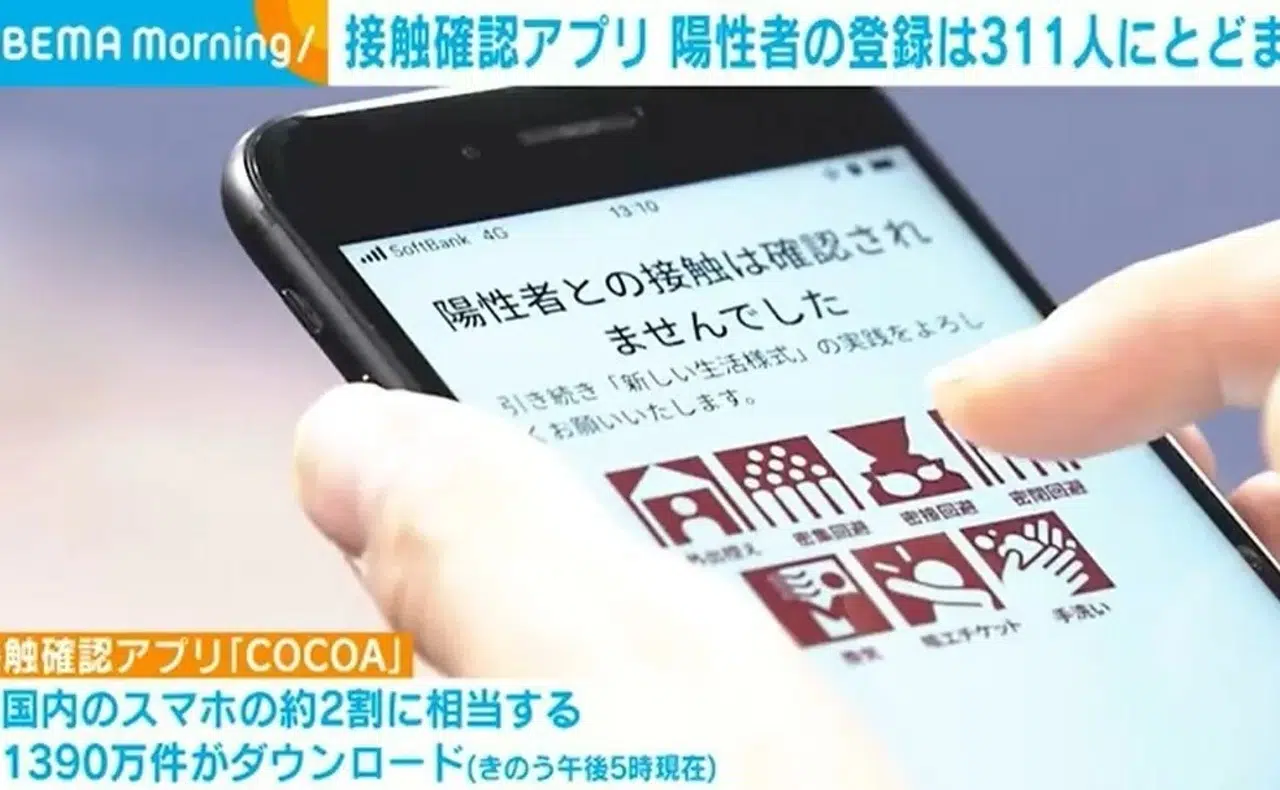 BEMA Morning/
接触確認アプリ 陽性者の登録は311人にとどま
SoftBank 4G
13:10
陽性者との接触は確認され
ませんでした
引き続き「新しい生活様式」の実践をよろし
くお願いいたします。
外出控え
密集回避
密接回避
密閉回避
換気
咳エチケット
手洗い
触確認アプリ「COCOA」
国内のスマホの約2割に相当する
1390万件がダウンロード(きのう午後5時現在)